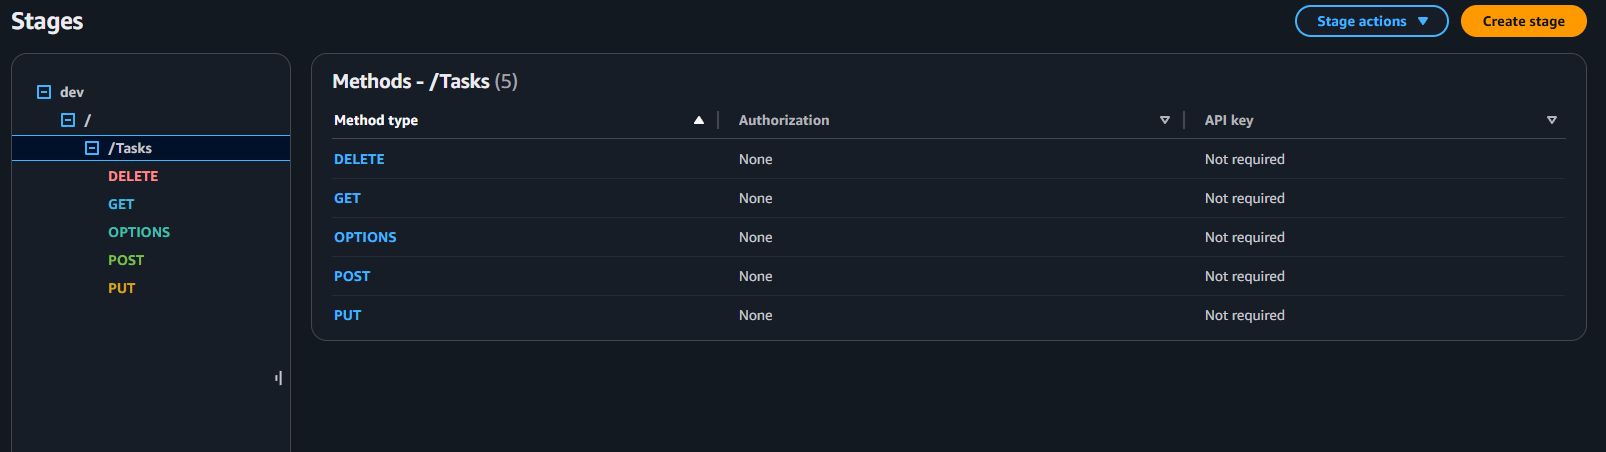 Stages
Stage actions
Create stage
dev
/
/Tasks
DELETE
GET
OPTIONS
POST
PUT
Methods - /Tasks (5)
Method type Authorization API key
DELETE None Not required
GET None Not required
OPTIONS None Not required
POST None Not required
PUT None Not required